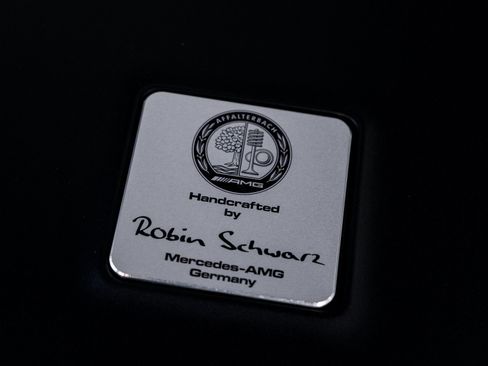 AFFALTERBACH
AMG
Handcrafted
by
Robin Schwarz
Mercedes-AMG
Germany